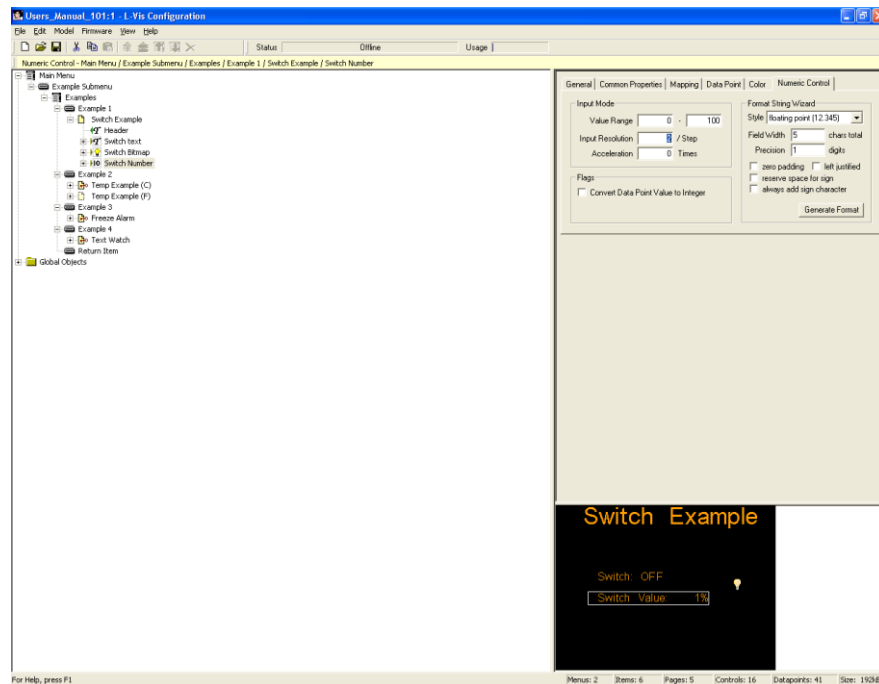 Users_Manual_101:1 - L-Vis Configuration
File Edit Model Firmware View Help
Status Offline Usage
Numeric Control - Main Menu / Example Submenu / Examples / Example 1 / Switch Example / Switch Number
Main Menu
Example Submenu
Examples
Example 1
Switch Example
Header
Switch text
Switch Bitmap
Switch Number
Example 2
Temp Example (C)
Temp Example (F)
Example 3
Freeze Alarm
Example 4
Text Watch
Return Item
Global Objects
General Common Properties Mapping Data Point Color Numeric Control
Input Mode
Value Range 0 - 100
Input Resolution / Step
Acceleration 0 Times
Flags
Convert Data Point Value to Integer
Format String Wizard
Style floating point (12.345)
Field Width 5 chars total
Precision 1 digits
zero padding left justified
reserve space for sign
always add sign character
Generate Format
Switch Example
Switch: OFF
Switch Value: 1%
For Help, press F1
Menus: 2 Items: 6 Pages: 5 Controls: 16 Datapoints: 41 Size: